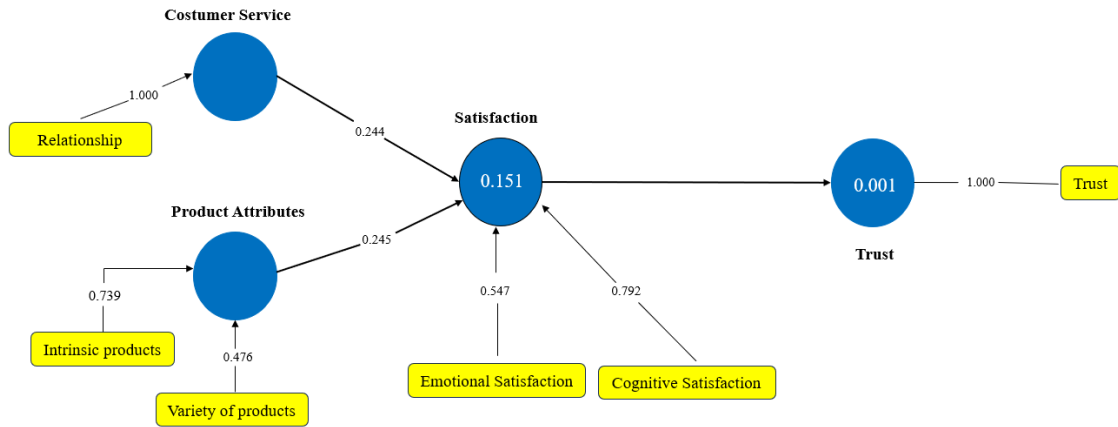 Costumer Service
1.000
Relationship
0.244
Satisfaction
0.151
0.001
1.000
Trust
Trust
Product Attributes
0.245
0.739
0.547
0.792
Intrinsic products
0.476
Emotional Satisfaction
Cognitive Satisfaction
Variety of products